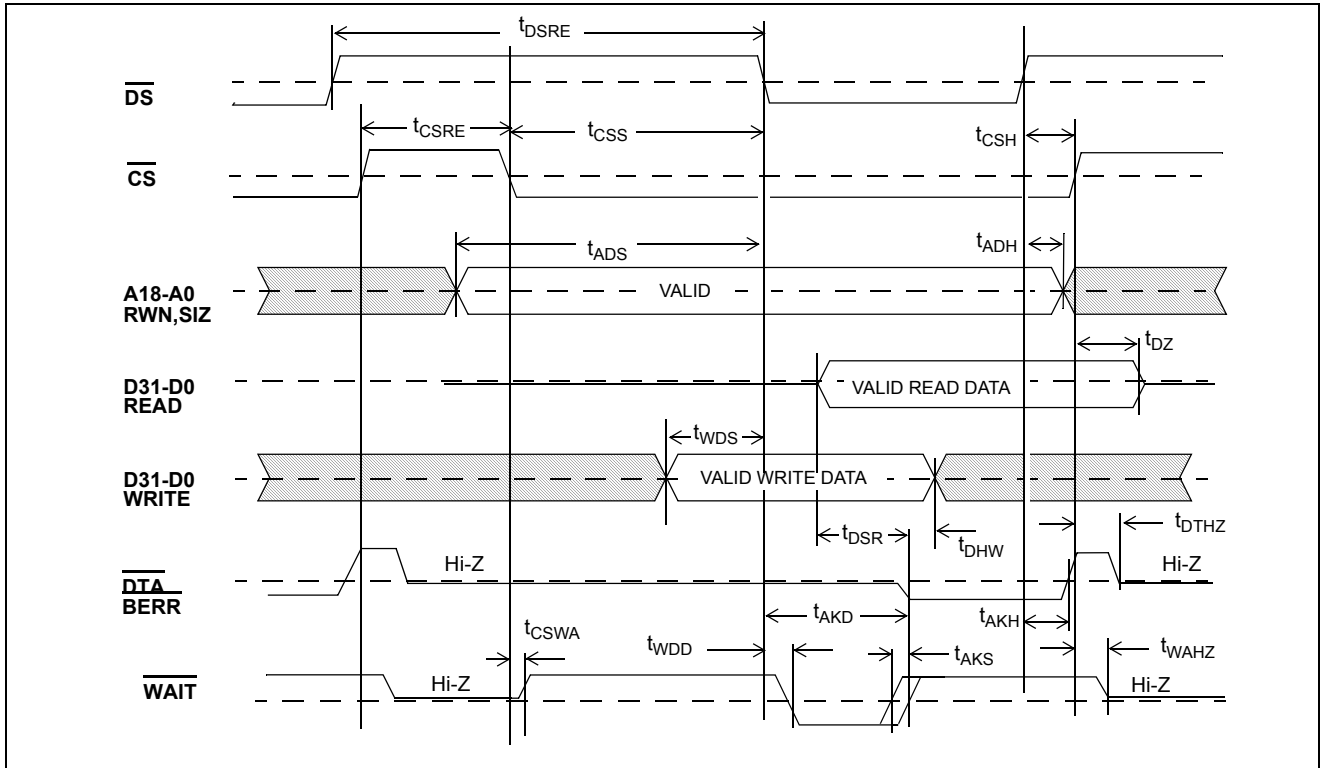 tDSRE
DS
tCSRE
tCSS
tCSH
CS
tADS
tADH
A18-A0
RWN,SIZ
VALID
tDZ
D31-D0
READ
VALID READ DATA
tWDS
D31-D0
WRITE
VALID WRITE DATA
tDSR
tDHW
tDTHZ
DTA
BERR
Hi-Z
Hi-Z
tAKD
tAKH
tCSWA
tWDD
tAKS
tWAHZ
WAIT
Hi-Z
Hi-Z